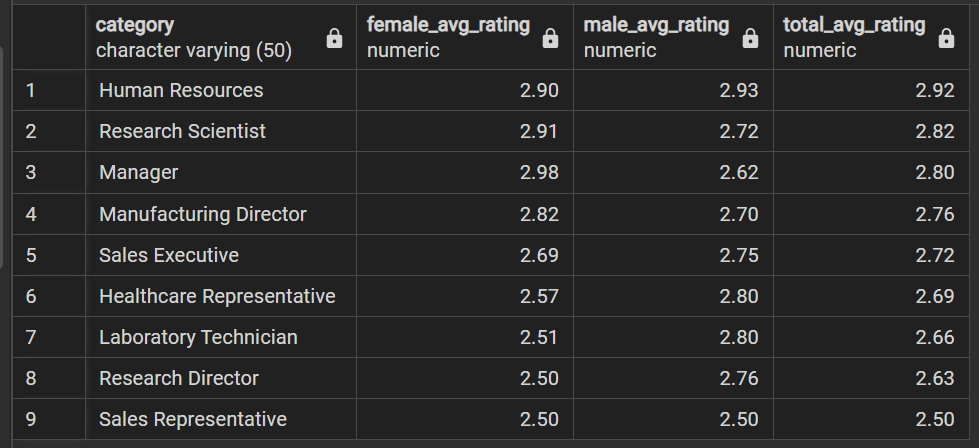 category female_avg_rating male_avg_rating total_avg_rating
character varying (50) numeric numeric numeric
1 Human Resources 2.90 2.93 2.92
2 Research Scientist 2.91 2.72 2.82
3 Manager 2.98 2.62 2.80
4 Manufacturing Director 2.82 2.70 2.76
5 Sales Executive 2.69 2.75 2.72
6 Healthcare Representative 2.57 2.80 2.69
7 Laboratory Technician 2.51 2.80 2.66
8 Research Director 2.50 2.76 2.63
9 Sales Representative 2.50 2.50 2.50